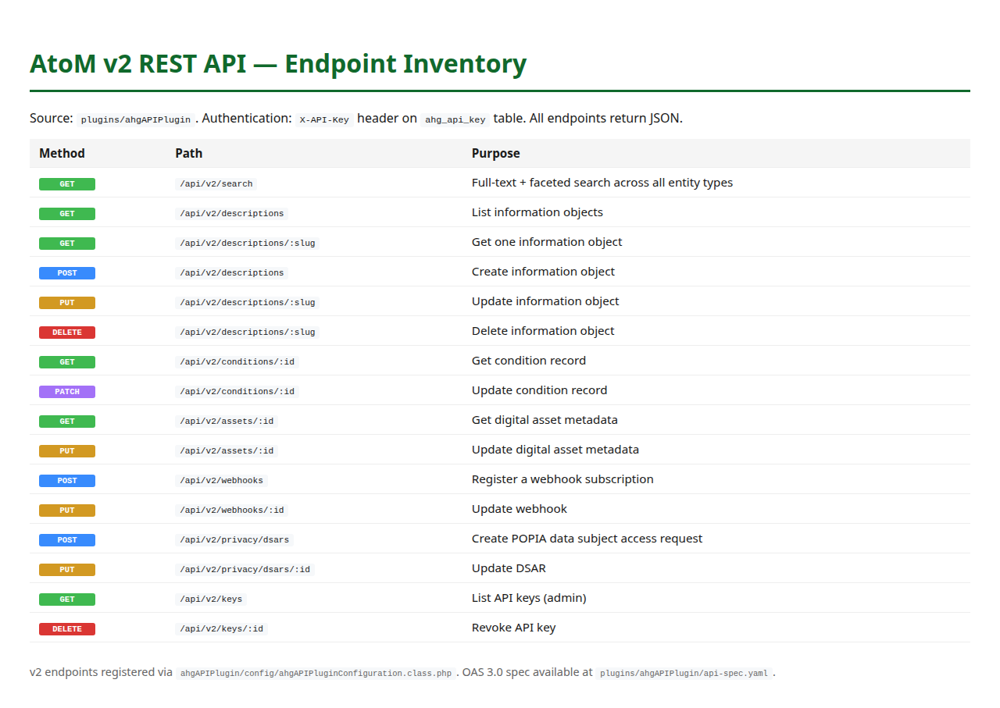 AtoM v2 REST API — Endpoint Inventory
Source: plugins/ahgAPIPlugin. Authentication: X-API-Key header on ahg_api_key table. All endpoints return JSON.
Method Path Purpose
GET /api/v2/search Full-text + faceted search across all entity types
GET /api/v2/descriptions List information objects
GET /api/v2/descriptions/:slug Get one information object
POST /api/v2/descriptions Create information object
PUT /api/v2/descriptions/:slug Update information object
DELETE /api/v2/descriptions/:slug Delete information object
GET /api/v2/conditions/:id Get condition record
PATCH /api/v2/conditions/:id Update condition record
GET /api/v2/assets/:id Get digital asset metadata
PUT /api/v2/assets/:id Update digital asset metadata
POST /api/v2/webhooks Register a webhook subscription
PUT /api/v2/webhooks/:id Update webhook
POST /api/v2/privacy/dsars Create POPIA data subject access request
PUT /api/v2/privacy/dsars/:id Update DSAR
GET /api/v2/keys List API keys (admin)
DELETE /api/v2/keys/:id Revoke API key
v2 endpoints registered via ahgAPIPlugin/config/ahgAPIPluginConfiguration.class.php. OAS 3.0 spec available at plugins/ahgAPIPlugin/api-spec.yaml.